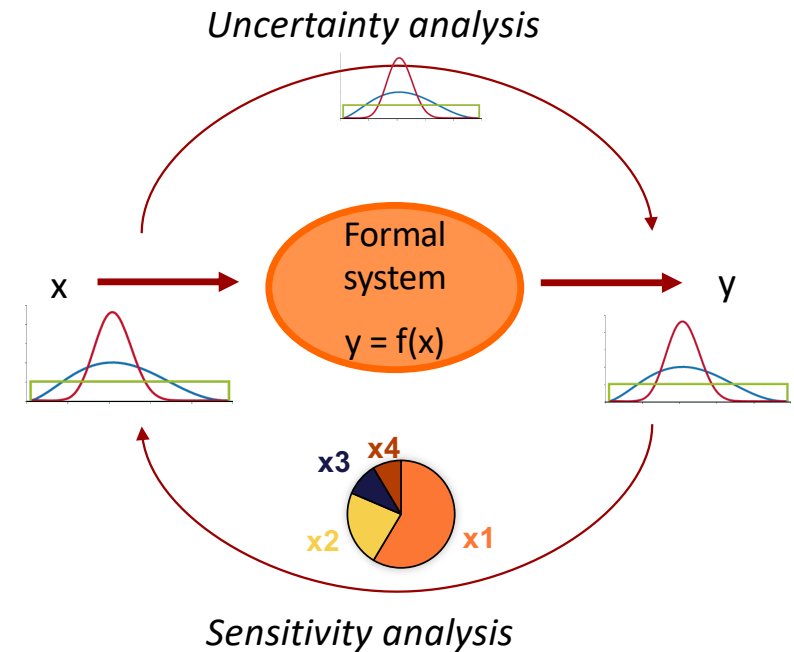 Uncertainty analysis
Formal
system
y = f(x)
x
y
x4
x3
x2
x1
Sensitivity analysis